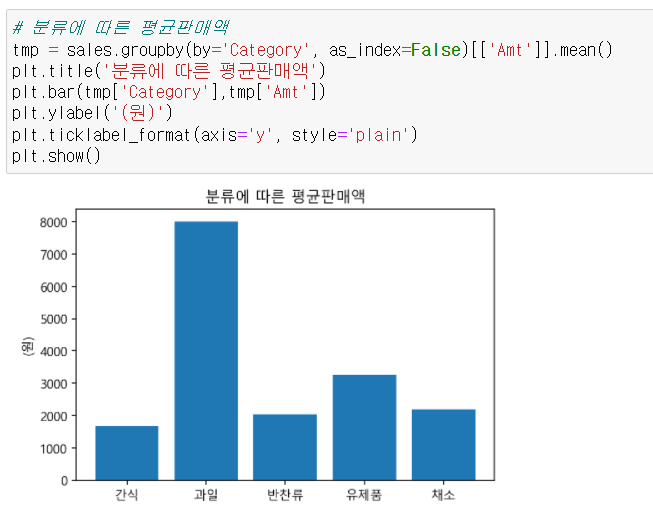 # 분류에 따른 평균판매액
tmp = sales.groupby(by='Category', as_index=False)[['Amt']].mean()
plt.title('분류에 따른 평균판매액')
plt.bar(tmp['Category'],tmp['Amt'])
plt.ylabel('(원)')
plt.ticklabel_format(axis='y', style='plain')
plt.show()
분류에 따른 평균판매액
8000
7000
6000
5000
4000
3000
2000
1000
0
(원)
간식 과일 반찬류 유제품 채소